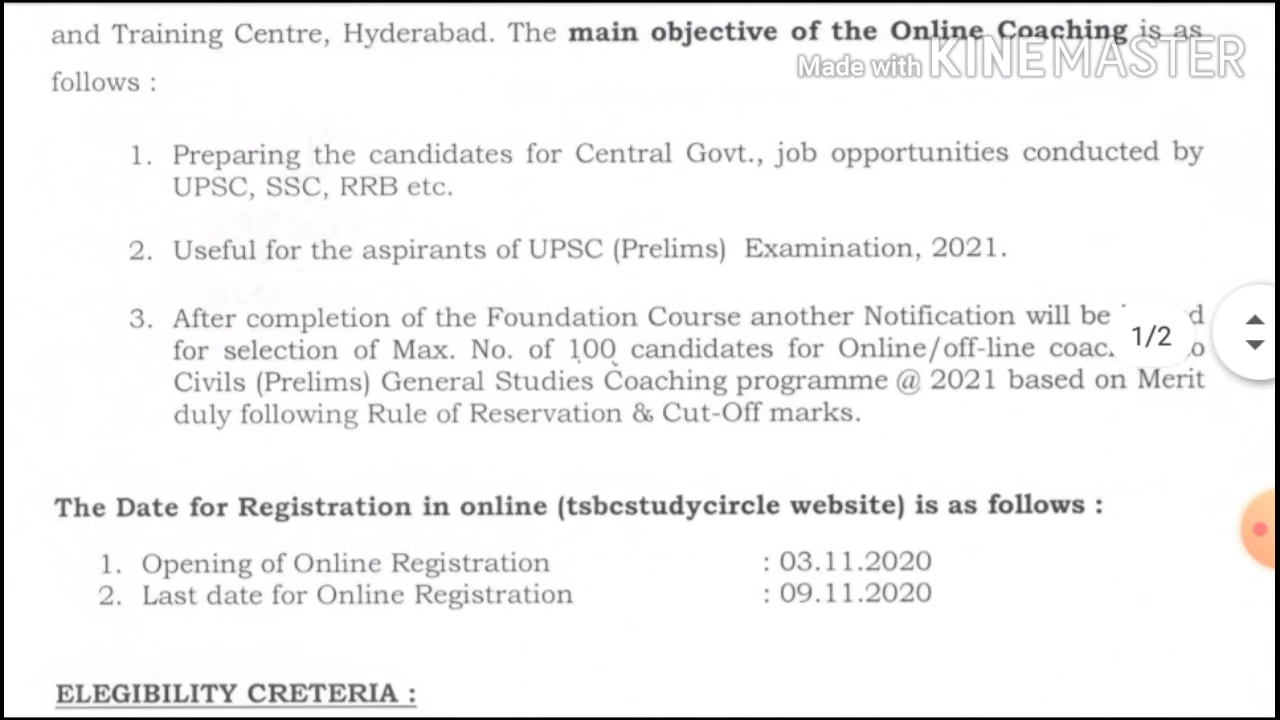 and Training Centre, Hyderabad. The main objective of the Online Coaching is as
Made with KINEMASTER
follows :
1. Preparing the candidates for Central Govt., job opportunities conducted by
UPSC, SSC, RRB etc.
2. Useful for the aspirants of UPSC (Prelims) Examination, 2021.
3. After completion of the Foundation Course another Notification will be
for selection of Max. No. of 100 candidates for Online/off-line
1/2
Civils (Prelims) General Studies Coaching programme @ 2021 based on Merit
duly following Rule of Reservation & Cut-Off marks.
The Date for Registration in online (tsbcstudycircle website) is as follows :
1. Opening of Online Registration : 03.11.2020
2. Last date for Online Registration : 09.11.2020
ELEGIBILITY CRETERIA :